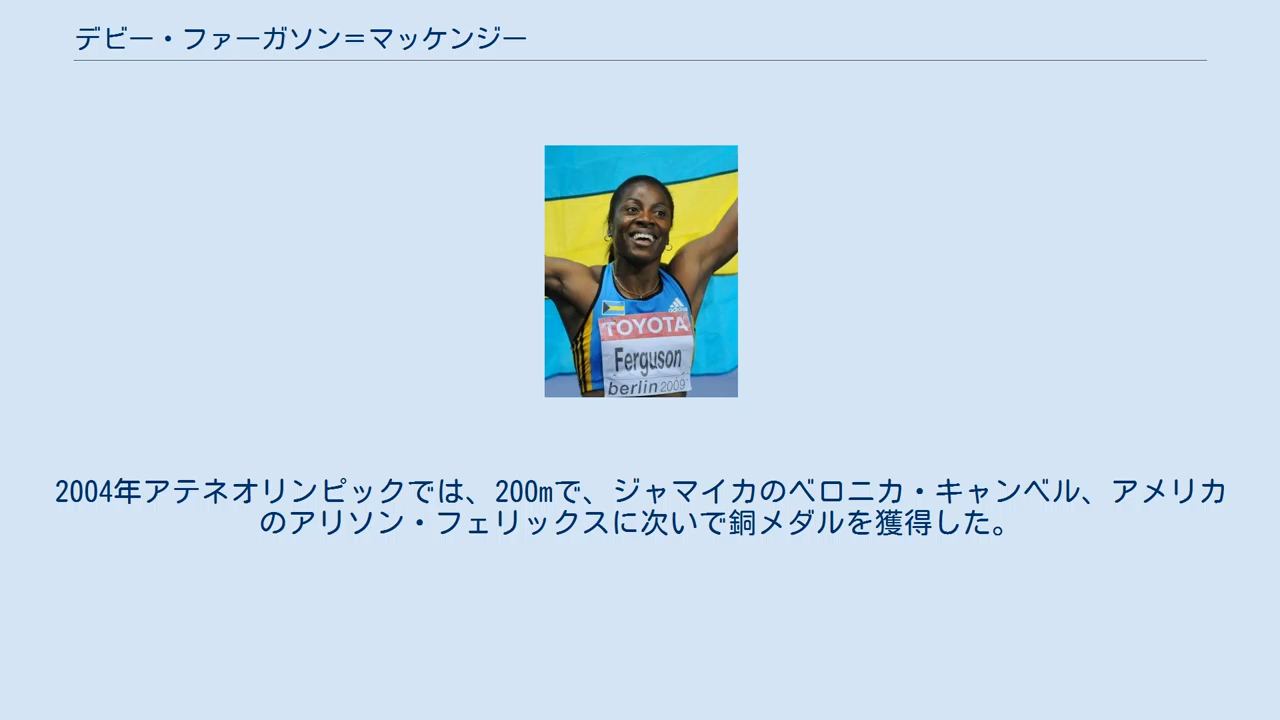 デビー・ファーガソン＝マッケンジー
adidas
TOYOTA
Ferguson
berlin 2009
2004年アテネオリンピックでは、200mで、ジャマイカのベロニカ・キャンベル、アメリカ
のアリソン・フェリックスに次いで銅メダルを獲得した。